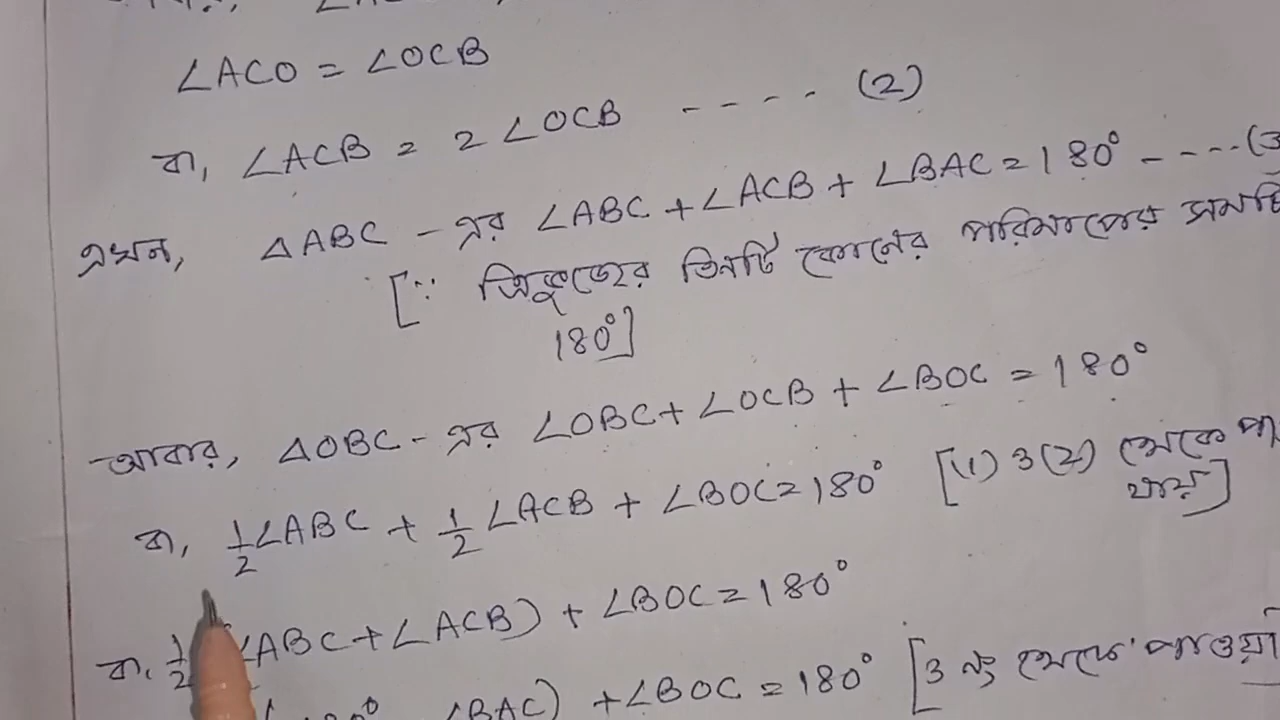 ∠ACO = ∠OCB
বা, ∠ACB = 2 ∠OCB ---- (2)
এখন, △ABC - এর ∠ABC + ∠ACB + ∠BAC = 180° ----(3
[∵ ত্রিভুজের তিনটি কোনের পরিমাপের সমষ্টি
180°]
আবার, △OBC - এর ∠OBC + ∠OCB + ∠BOC = 180°
বা, 1/2 ∠ABC + 1/2 ∠ACB + ∠BOC = 180° [(1) ও (2) থেকে পা
যায়]
বা, 1/2 ∠ABC + ∠ACB) + ∠BOC = 180°
180° ∠BAC) + ∠BOC = 180° [3 নং থেকে পাওয়া